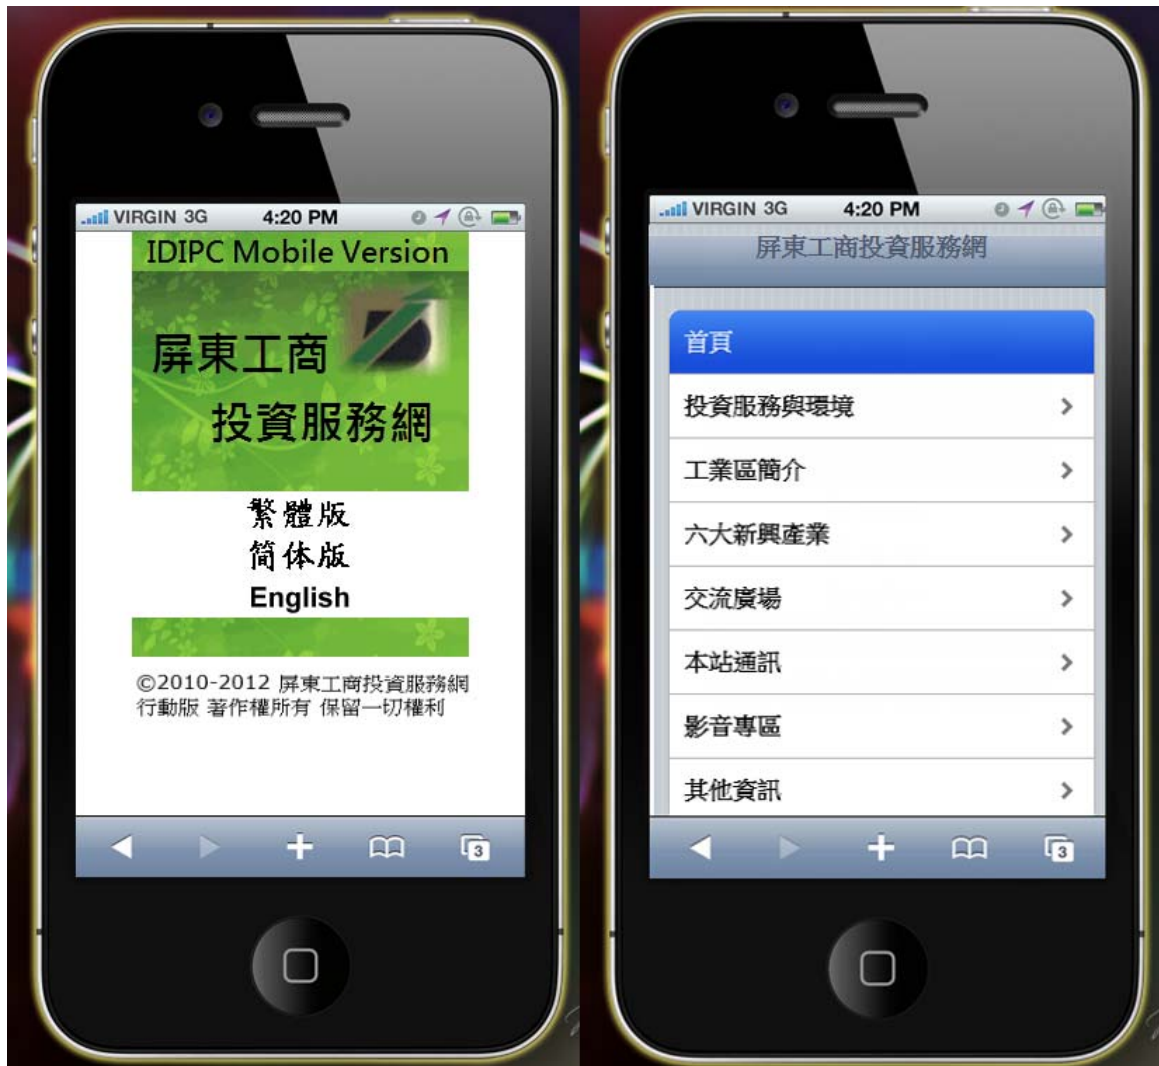 VIRGIN 3G 4:20 PM
IDIPC Mobile Version
屏東工商
投資服務網
繁體版
简体版
English
©2010-2012 屏東工商投資服務網
行動版 著作權所有 保留一切權利
3
VIRGIN 3G 4:20 PM
屏東工商投資服務網
首頁
投資服務與環境
工業區簡介
六大新興產業
交流廣場
本站通訊
影音專區
其他資訊
3